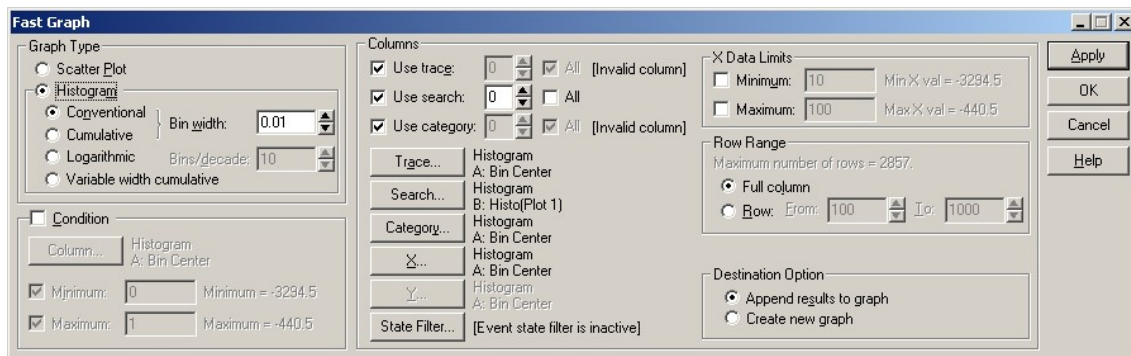 Fast Graph
Graph Type
Scatter Plot
Histogram
Conventional
Cumulative
Bin width: 0.01
Logarithmic Bins/decade: 10
Variable width cumulative
Condition
Column... Histogram
A: Bin Center
Minimum: 0 Minimum = -3294.5
Maximum: 1 Maximum = -440.5
Columns
Use trace: 0 All [Invalid column]
Use search: 0 All
Use category: 0 All [Invalid column]
Trace... Histogram
A: Bin Center
Search... Histogram
B: Histo(Plot 1)
Category... Histogram
A: Bin Center
X... Histogram
A: Bin Center
Y... Histogram
A: Bin Center
State Filter... [Event state filter is inactive]
X Data Limits
Minimum: 10 Min X val = -3294.5
Maximum: 100 Max X val = -440.5
Row Range
Maximum number of rows = 2857.
Full column
Row: From: 100 To: 1000
Destination Option
Append results to graph
Create new graph
Apply
OK
Cancel
Help